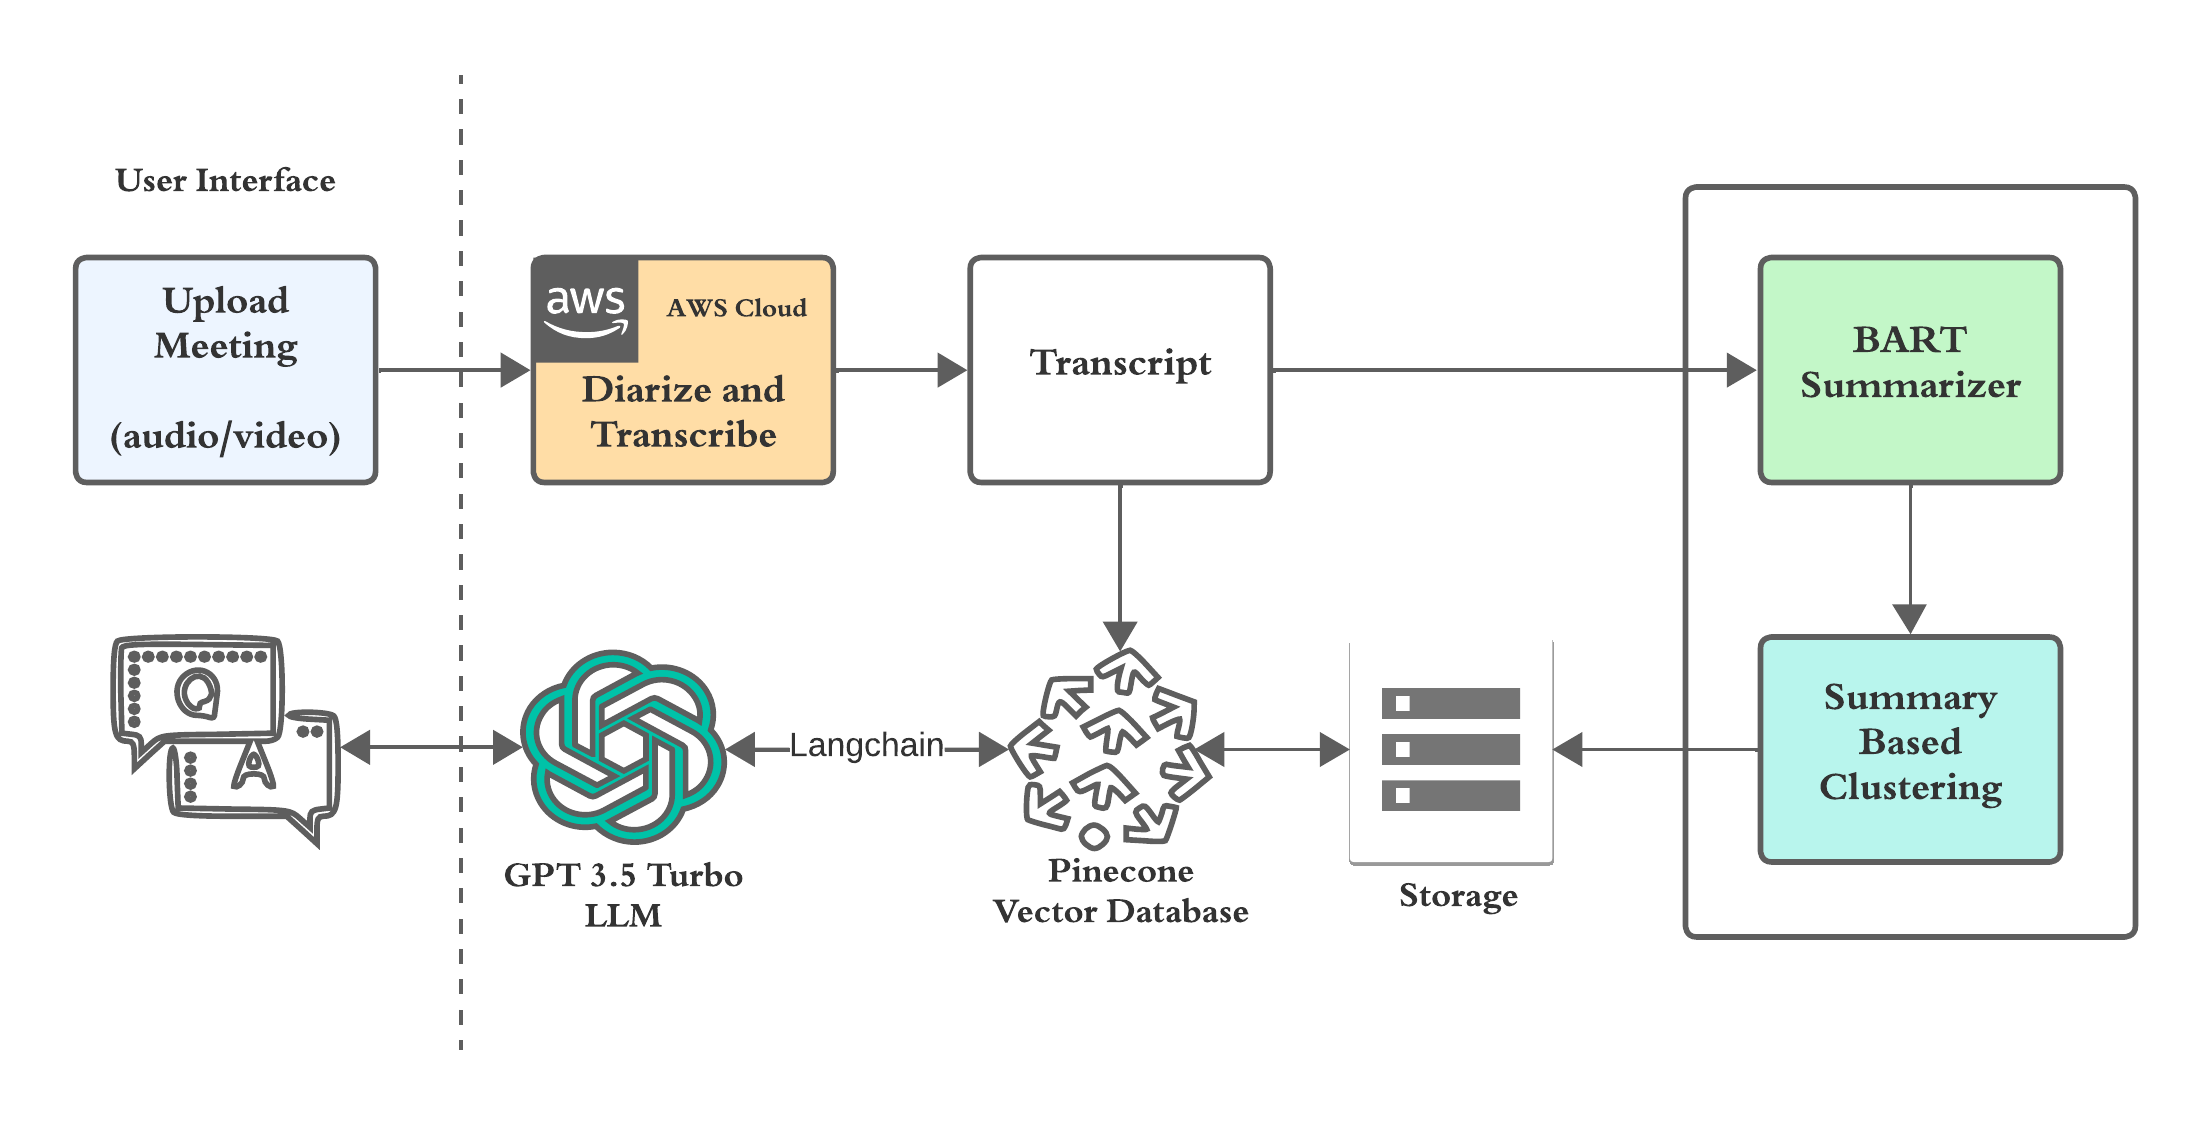 User Interface
Upload
Meeting
(audio/video)
aws
AWS Cloud
Diarize and
Transcribe
Transcript
BART
Summarizer
Q
A
GPT 3.5 Turbo
LLM
Langchain
Pinecone
Vector Database
Storage
Summary
Based
Clustering